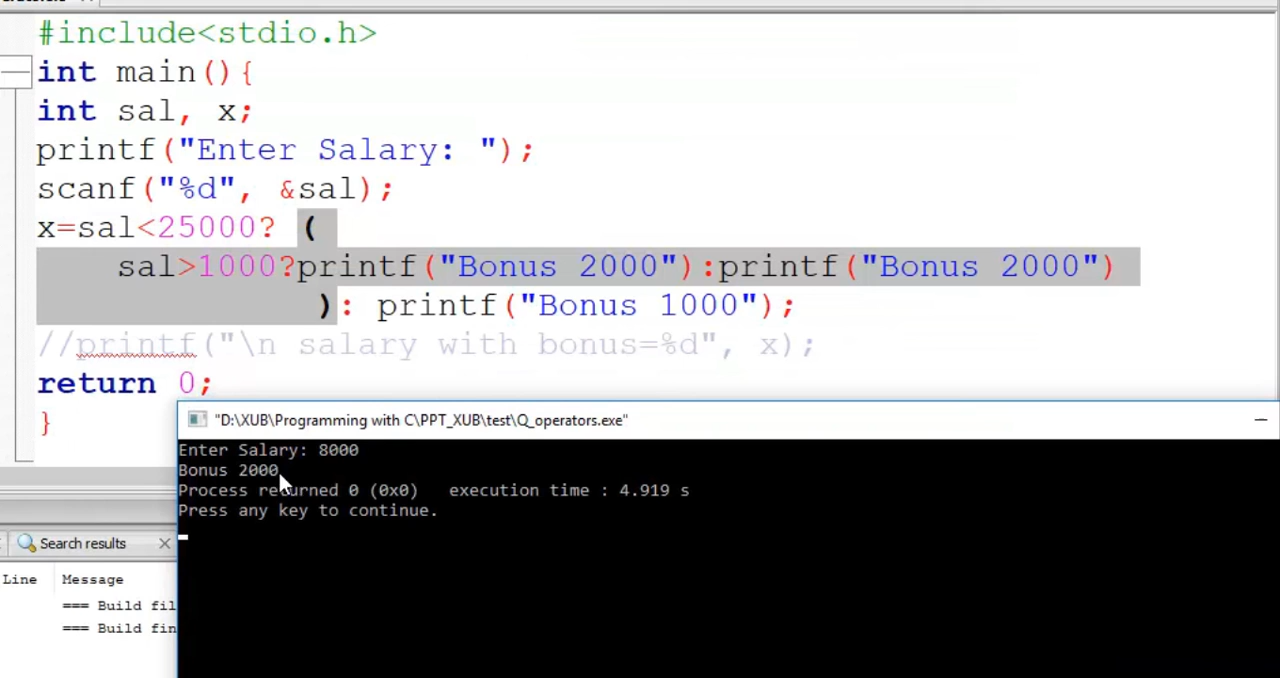 #include<stdio.h>
int main(){
int sal, x;
printf("Enter Salary: ");
scanf("%d", &sal);
x=sal<25000? (
sal>1000?printf("Bonus 2000"):printf("Bonus 2000")
): printf("Bonus 1000");
//printf("\n salary with bonus=%d", x);
return 0;
}
"D:\XUB\Programming with C\PPT_XUB\test\Q_operators.exe"
Enter Salary: 8000
Bonus 2000
Process returned 0 (0x0)   execution time : 4.919 s
Press any key to continue.
Search results
Line Message
=== Build fil
=== Build fin